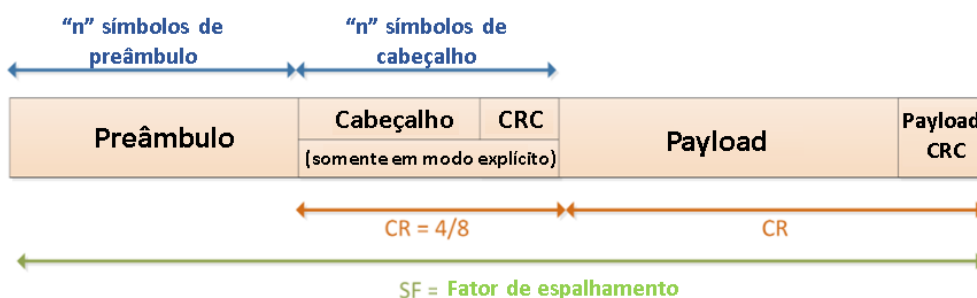 “n” símbolos de
preâmbulo
“n” símbolos de
cabeçalho
Preâmbulo
Cabeçalho
CRC
(somente em modo explícito)
Payload
Payload
CRC
CR = 4/8
CR
SF = Fator de espalhamento